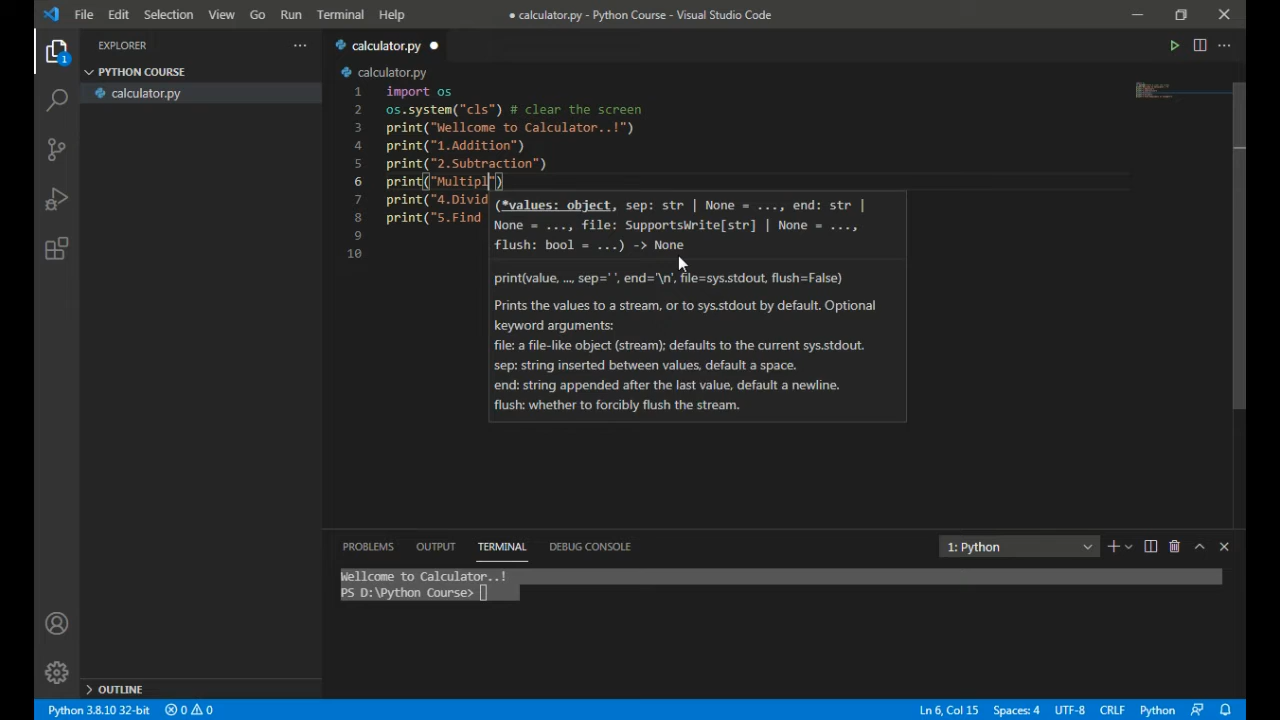 File Edit Selection View Go Run Terminal Help
● calculator.py - Python Course - Visual Studio Code
EXPLORER
PYTHON COURSE
calculator.py
1
calculator.py
calculator.py
1 import os
2 os.system("cls") # clear the screen
3 print("Wellcome to Calculator..!")
4 print("1.Addition")
5 print("2.Subtraction")
6 print("Multipl")
7 print("4.Divid
8 print("5.Find
9
10
(*values: object, sep: str | None = ..., end: str |
None = ..., file: SupportsWrite[str] | None = ...,
flush: bool = ...) -> None
print(value, ..., sep=' ', end='\n', file=sys.stdout, flush=False)
Prints the values to a stream, or to sys.stdout by default. Optional
keyword arguments:
file: a file-like object (stream); defaults to the current sys.stdout.
sep: string inserted between values, default a space.
end: string appended after the last value, default a newline.
flush: whether to forcibly flush the stream.
PROBLEMS OUTPUT TERMINAL DEBUG CONSOLE
1: Python
Wellcome to Calculator..!
PS D:\Python Course>
OUTLINE
Python 3.8.10 32-bit 0 0
Ln 6, Col 15 Spaces: 4 UTF-8 CRLF Python